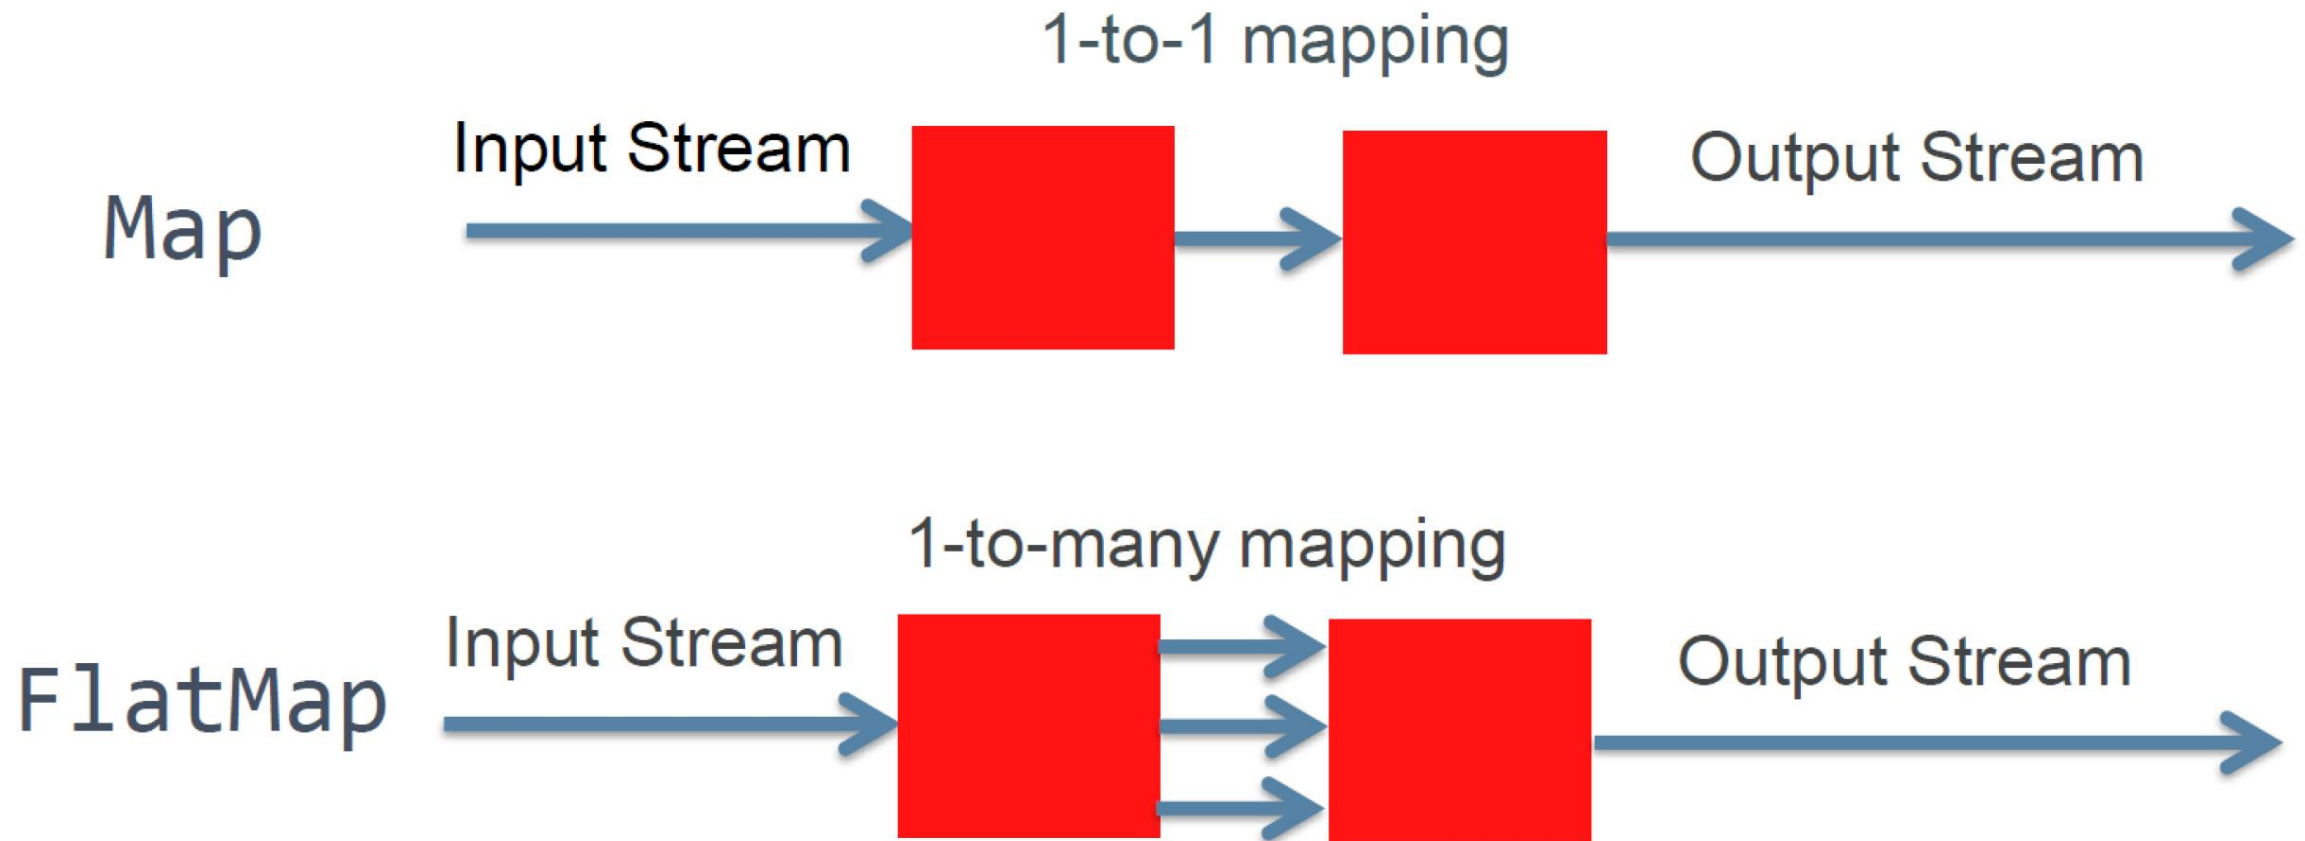 1-to-1 mapping
Input Stream
Output Stream
Map
1-to-many mapping
Input Stream
Output Stream
FlatMap